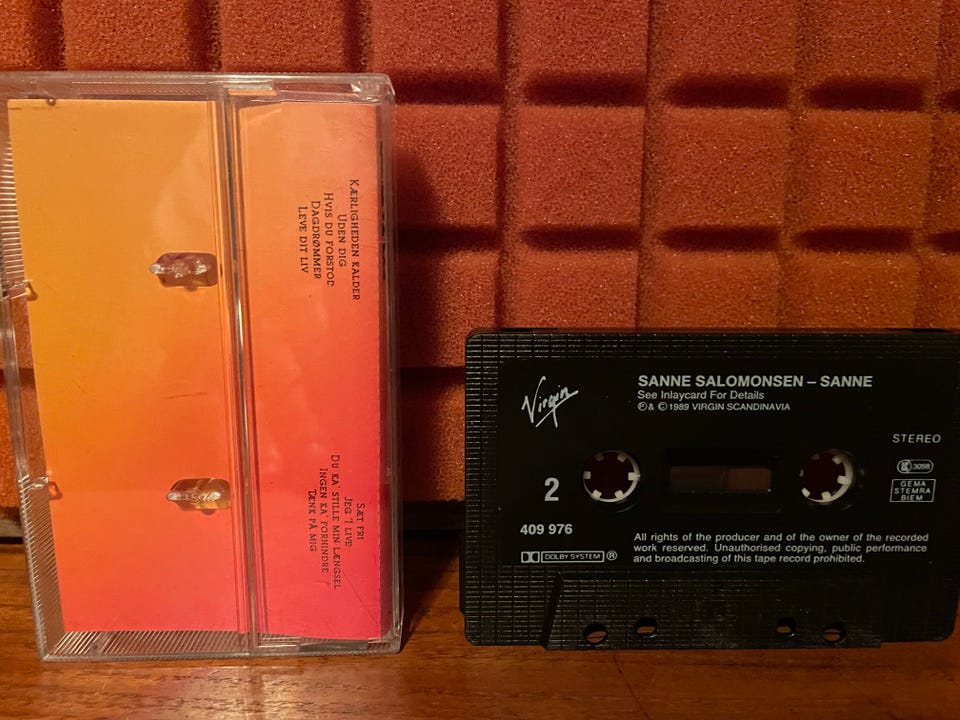 KÆRLIGHEDEN KALDER
UDEN DIG
HVIS DU FORSTOD
DAGDRØMMER
LEVE DIT LIV
SÆT FRI
JEG 'I LIVE
DU KA' STILLE MIN LÆNGSEL
INGEN KA' FORHINDRE
TÆNK PÅ MIG
Virgin
SANNE SALOMONSEN – SANNE
See Inlaycard For Details
Ⓟ & © 1989 VIRGIN SCANDINAVIA
STEREO
3098
GEMA
STEMRA
BIEM
2
409 976
DOLBY SYSTEM ®
All rights of the producer and of the owner of the recorded
work reserved. Unauthorised copying, public performance
and broadcasting of this tape record prohibited.